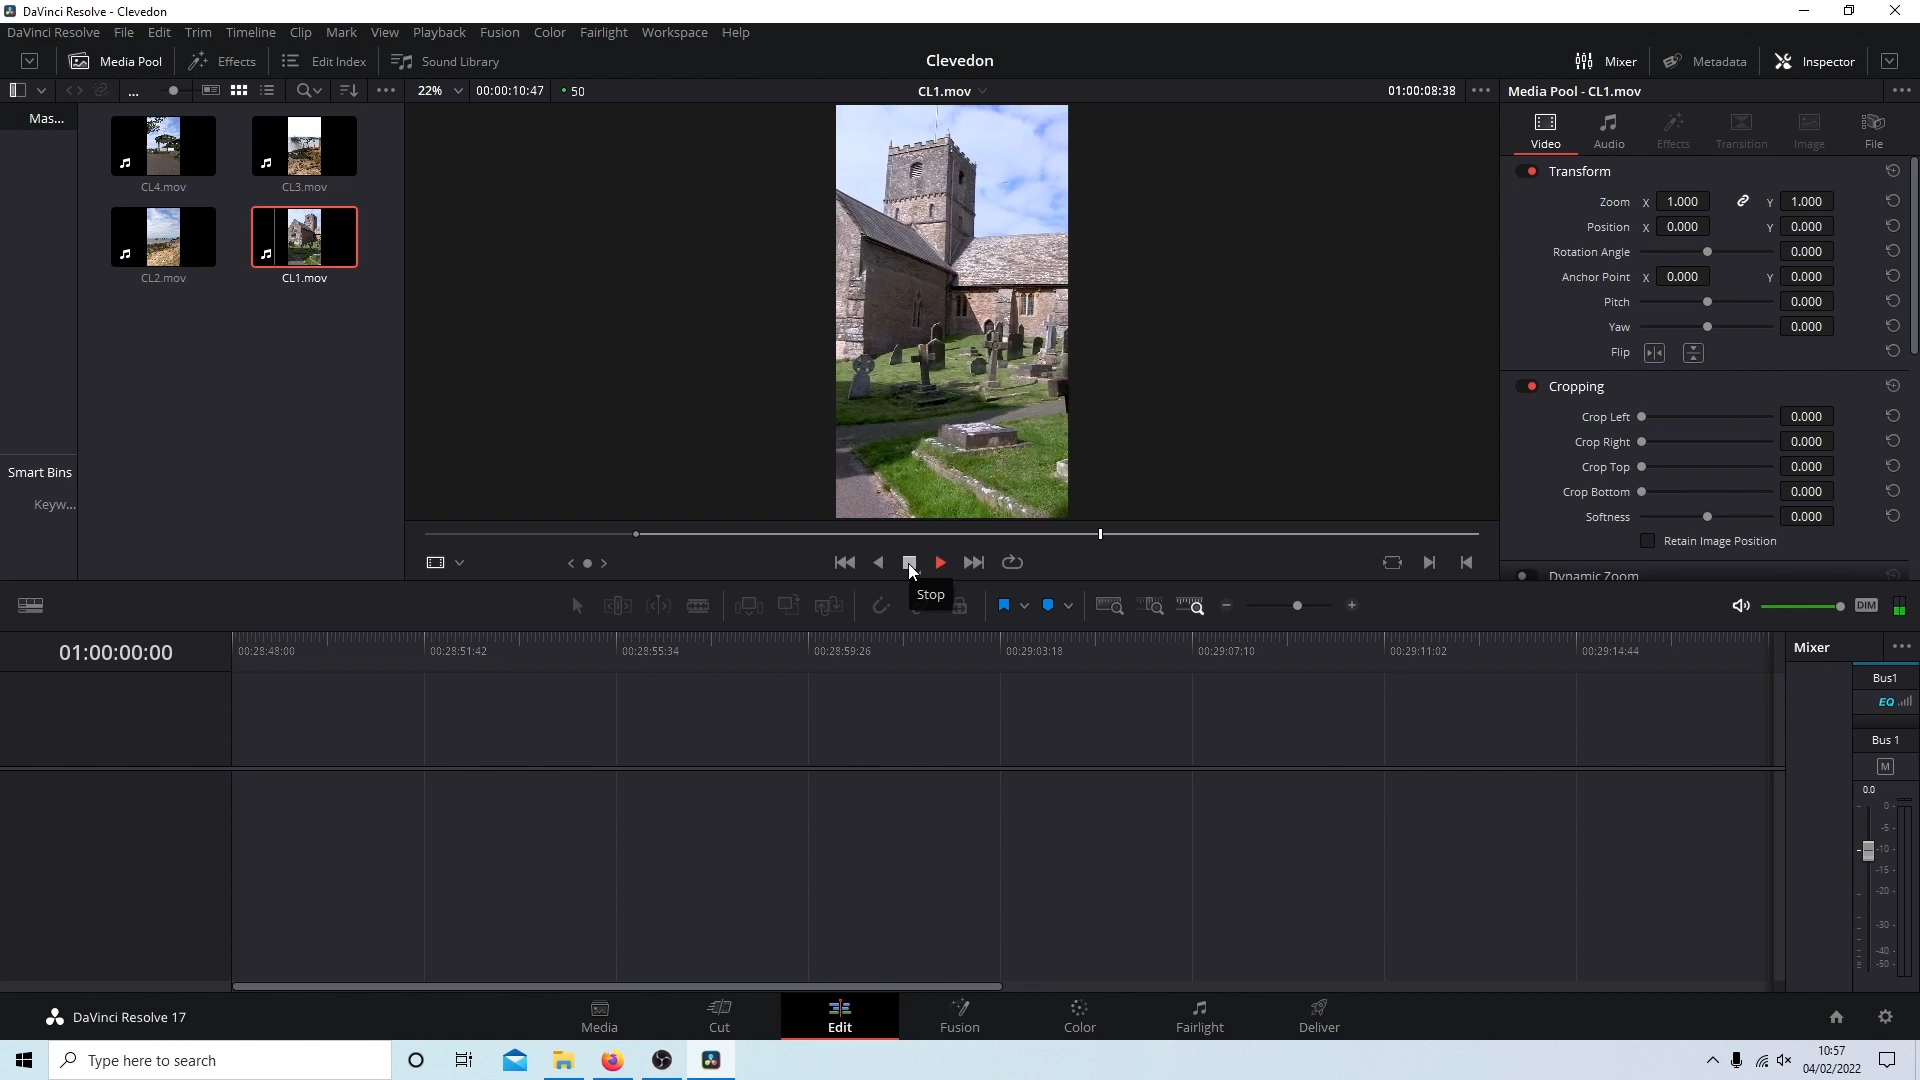 DaVinci Resolve - Clevedon
DaVinci Resolve File Edit Trim Timeline Clip Mark View Playback Fusion Color Fairlight Workspace Help
Media Pool Effects Edit Index Sound Library Clevedon Mixer Metadata Inspector
... 22% 00:00:10:47 50 CL1.mov 01:00:08:38 Media Pool - CL1.mov
Mas...
CL4.mov CL3.mov
CL2.mov CL1.mov
Smart Bins
Keyw...
Video Audio Effects Transition Image File
Transform
Zoom X 1.000 Y 1.000
Position X 0.000 Y 0.000
Rotation Angle 0.000
Anchor Point X 0.000 Y 0.000
Pitch 0.000
Yaw 0.000
Flip
Cropping
Crop Left 0.000
Crop Right 0.000
Crop Top 0.000
Crop Bottom 0.000
Softness 0.000
Retain Image Position
Dynamic Zoom
Stop
DIM
01:00:00:00
00:28:48:00 00:28:51:42 00:28:55:34 00:28:59:26 00:29:03:18 00:29:07:10 00:29:11:02 00:29:14:44
Mixer
Bus1
EQ
Bus 1
M
0.0
0
-5
-10
-15
-20
-30
-40
-50
DaVinci Resolve 17
Media Cut Edit Fusion Color Fairlight Deliver
Type here to search
10:57
04/02/2022